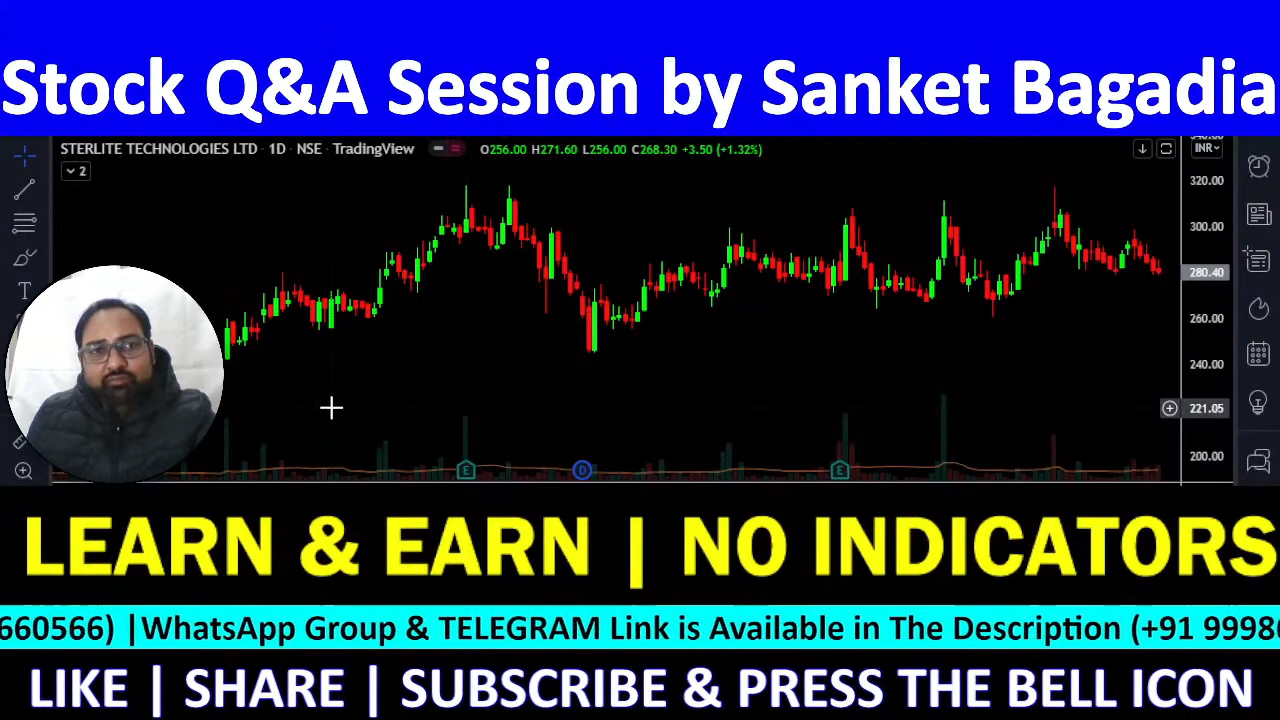 Stock Q&A Session by Sanket Bagadia
STERLITE TECHNOLOGIES LTD · 1D · NSE · TradingView O256.00 H271.60 L256.00 C268.30 +3.50 (+1.32%) INR
2
320.00
300.00
280.40
260.00
240.00
221.05
200.00
T
E D E
LEARN & EARN | NO INDICATORS
660566) |WhatsApp Group & TELEGRAM Link is Available in The Description (+91 9998
LIKE | SHARE | SUBSCRIBE & PRESS THE BELL ICON